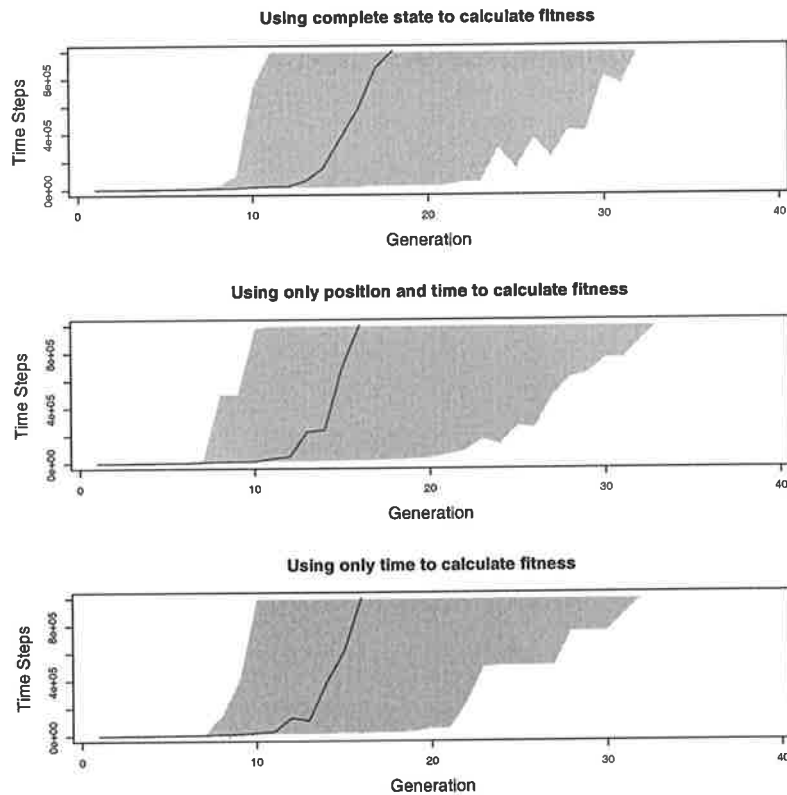 Using complete state to calculate fitness
Time Steps
8e+05
4e+05
0e+00
0 10 20 30 40
Generation
Using only position and time to calculate fitness
Time Steps
8e+05
4e+05
0e+00
0 10 20 30 40
Generation
Using only time to calculate fitness
Time Steps
8e+05
4e+05
0e+00
0 10 20 30 40
Generation